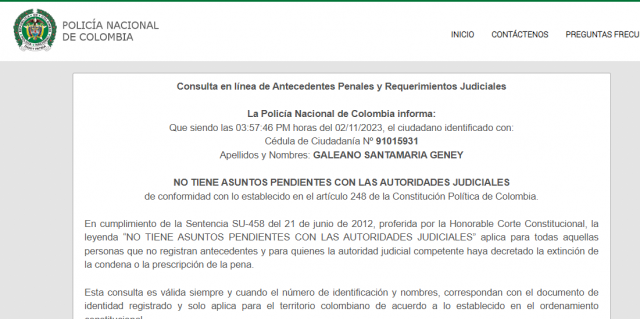 POLICÍA NACIONAL
DE COLOMBIA
INICIO CONTÁCTENOS PREGUNTAS FRECU
Consulta en línea de Antecedentes Penales y Requerimientos Judiciales
La Policía Nacional de Colombia informa:
Que siendo las 03:57:46 PM horas del 02/11/2023, el ciudadano identificado con:
Cédula de Ciudadanía Nº 91015931
Apellidos y Nombres: GALEANO SANTAMARIA GENEY
NO TIENE ASUNTOS PENDIENTES CON LAS AUTORIDADES JUDICIALES
de conformidad con lo establecido en el artículo 248 de la Constitución Política de Colombia.
En cumplimiento de la Sentencia SU-458 del 21 de junio de 2012, proferida por la Honorable Corte Constitucional, la
leyenda "NO TIENE ASUNTOS PENDIENTES CON LAS AUTORIDADES JUDICIALES" aplica para todas aquellas
personas que no registran antecedentes y para quienes la autoridad judicial competente haya decretado la extinción de
la condena o la prescripción de la pena.
Esta consulta es válida siempre y cuando el número de identificación y nombres, correspondan con el documento de
identidad registrado y solo aplica para el territorio colombiano de acuerdo a lo establecido en el ordenamiento
constitucional.